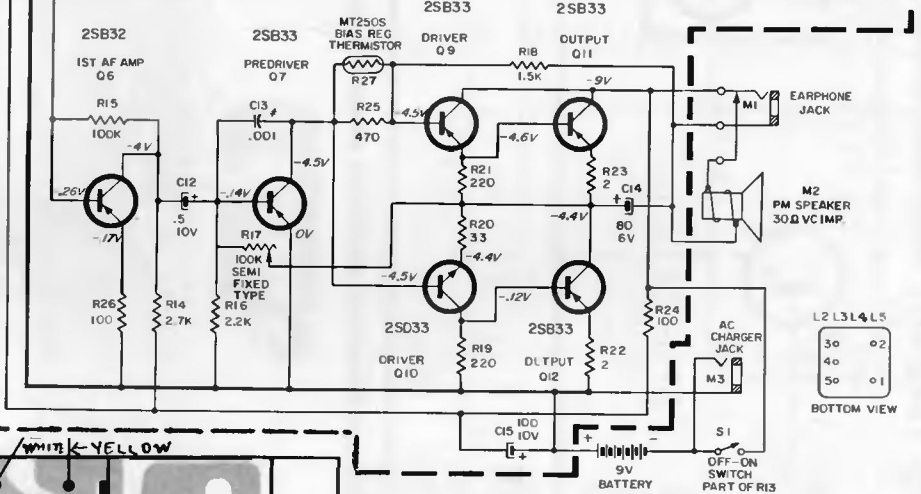 2SB32
1ST AF AMP
Q6
2SB33
PREDRIVER
Q7
MT250S
BIAS REG
THERMISTOR
R27
2SB33
DRIVER
Q9
2SB33
OUTPUT
Q11
R18
1.5K
-9V
R15
100K
C13
+
.001
R25
470
-4.5V
-4.6V
M1
EARPHONE
JACK
-4V
-4.5V
R21
220
R23
2
-.26V
C12
+
.5
10V
-.14V
0V
C14
+
80
6V
-4.4V
M2
PM SPEAKER
30Ω VC IMP.
-.17V
R17
100K
SEMI
FIXED
TYPE
R20
33
-4.4V
-4.5V
-.12V
R26
100
R14
2.7K
R16
2.2K
2SD33
DRIVER
Q10
R19
220
2SB33
OUTPUT
Q12
R22
2
R24
100
AC
CHARGER
JACK
M3
L2 L3 L4 L5
3
2
4
5
1
BOTTOM VIEW
C15
100
10V
+
+
-
9V
BATTERY
S1
OFF-ON
SWITCH
PART OF R13
WHITE
YELLOW